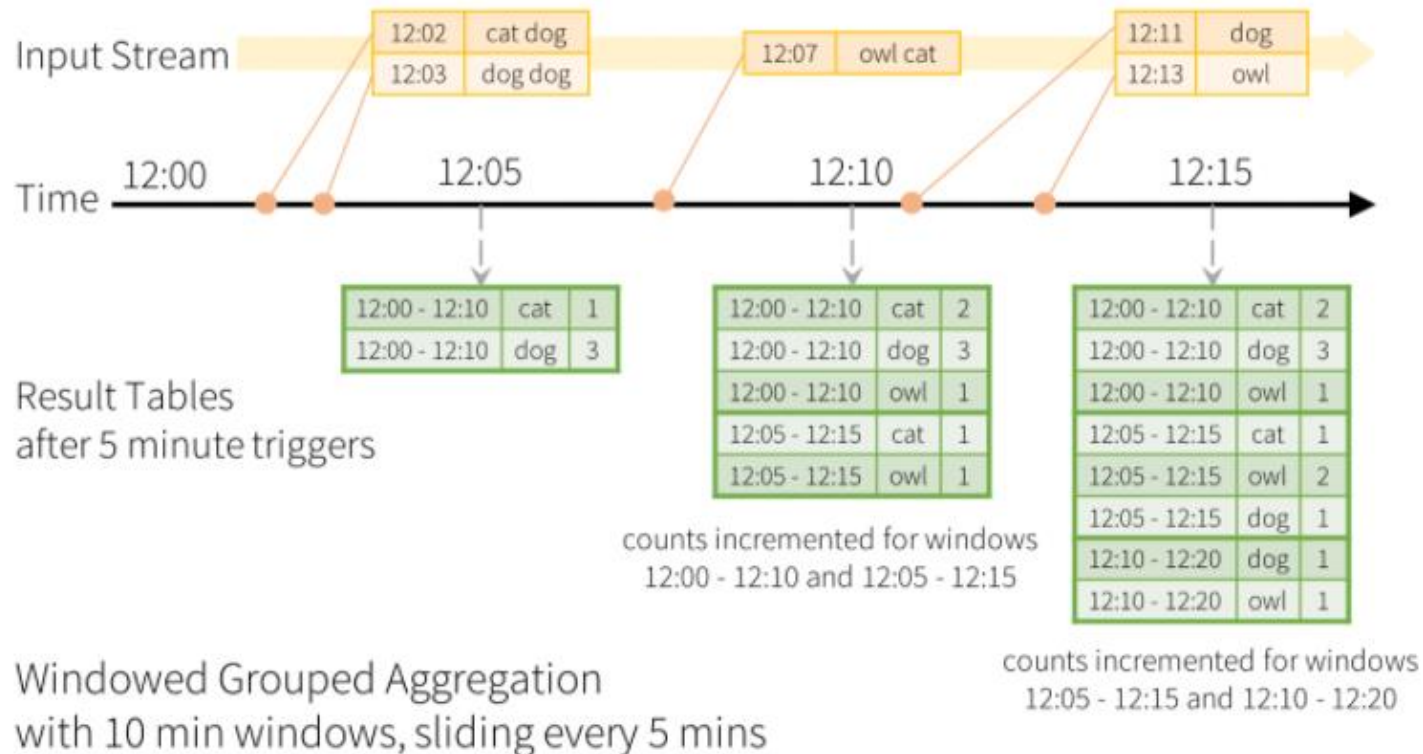 Input Stream
12:02 cat dog
12:03 dog dog
12:07 owl cat
12:11 dog
12:13 owl
Time
12:00
12:05
12:10
12:15
Result Tables
after 5 minute triggers
12:00 - 12:10 cat 1
12:00 - 12:10 dog 3
12:00 - 12:10 cat 2
12:00 - 12:10 dog 3
12:00 - 12:10 owl 1
12:05 - 12:15 cat 1
12:05 - 12:15 owl 1
counts incremented for windows
12:00 - 12:10 and 12:05 - 12:15
12:00 - 12:10 cat 2
12:00 - 12:10 dog 3
12:00 - 12:10 owl 1
12:05 - 12:15 cat 1
12:05 - 12:15 owl 2
12:05 - 12:15 dog 1
12:10 - 12:20 dog 1
12:10 - 12:20 owl 1
counts incremented for windows
12:05 - 12:15 and 12:10 - 12:20
Windowed Grouped Aggregation
with 10 min windows, sliding every 5 mins